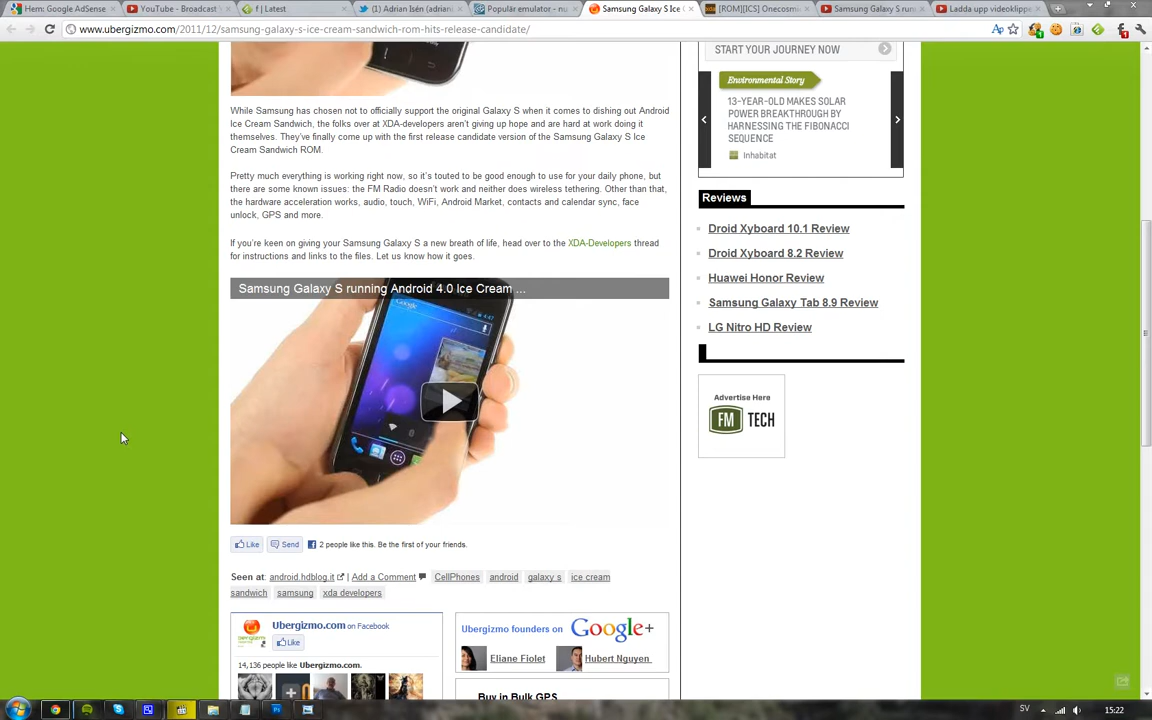 Hem: Google AdSense
YouTube - Broadcast
f | Latest
(1) Adrian Isén (adrian
Populär emulator - nu
Samsung Galaxy S Ice C
[ROM][ICS] Onecosmi
Samsung Galaxy S run
Ladda upp videoklippe
www.ubergizmo.com/2011/12/samsung-galaxy-s-ice-cream-sandwich-rom-hits-release-candidate/
While Samsung has chosen not to officially support the original Galaxy S when it comes to dishing out Android
Ice Cream Sandwich, the folks over at XDA-developers aren't giving up hope and are hard at work doing it
themselves. They've finally come up with the first release candidate version of the Samsung Galaxy S Ice
Cream Sandwich ROM.
Pretty much everything is working right now, so it's touted to be good enough to use for your daily phone, but
there are some known issues: the FM Radio doesn't work and neither does wireless tethering. Other than that,
the hardware acceleration works, audio, touch, WiFi, Android Market, contacts and calendar sync, face
unlock, GPS and more.
If you're keen on giving your Samsung Galaxy S a new breath of life, head over to the XDA-Developers thread
for instructions and links to the files. Let us know how it goes.
Samsung Galaxy S running Android 4.0 Ice Cream ...
Google
Like
Send
2 people like this. Be the first of your friends.
Seen at: android.hdblog.it | Add a Comment CellPhones android galaxy s ice cream
sandwich samsung xda developers
Ubergizmo.com on Facebook
Like
14,136 people like Ubergizmo.com.
Ubergizmo founders on Google+
Eliane Fiolet
Hubert Nguyen
Buy in Bulk GPS
START YOUR JOURNEY NOW
Environmental Story
13-YEAR-OLD MAKES SOLAR
POWER BREAKTHROUGH BY
HARNESSING THE FIBONACCI
SEQUENCE
Inhabitat
Reviews
Droid Xyboard 10.1 Review
Droid Xyboard 8.2 Review
Huawei Honor Review
Samsung Galaxy Tab 8.9 Review
LG Nitro HD Review
Advertise Here
FM TECH
SV
15:22